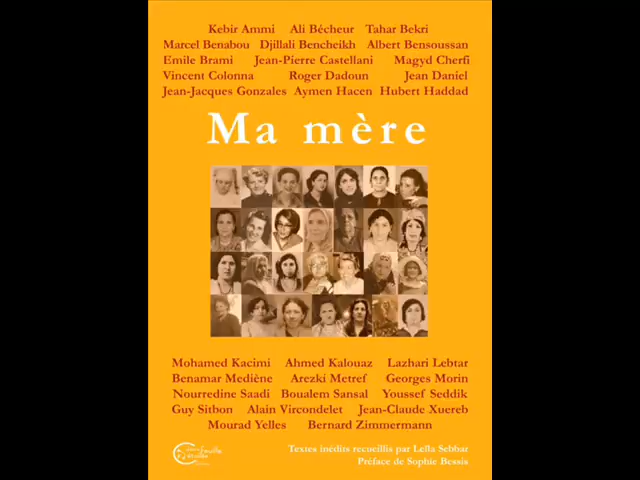 Kebir Ammi Ali Bécheur Tahar Bekri
Marcel Benabou Djillali Bencheikh Albert Bensoussan
Emile Brami Jean-Pierre Castellani Magyd Cherfi
Vincent Colonna Roger Dadoun Jean Daniel
Jean-Jacques Gonzales Aymen Hacen Hubert Haddad
Ma mère
Mohamed Kacimi Ahmed Kalouaz Lazhari Lebtar
Benamar Mediène Arezki Metref Georges Morin
Nourredine Saadi Boualem Sansal Youssef Seddik
Guy Sitbon Alain Vircondelet Jean-Claude Xuereb
Mourad Yelles Bernard Zimmermann
Textes inédits recueillis par Leïla Sebbar
Préface de Sophie Bessis